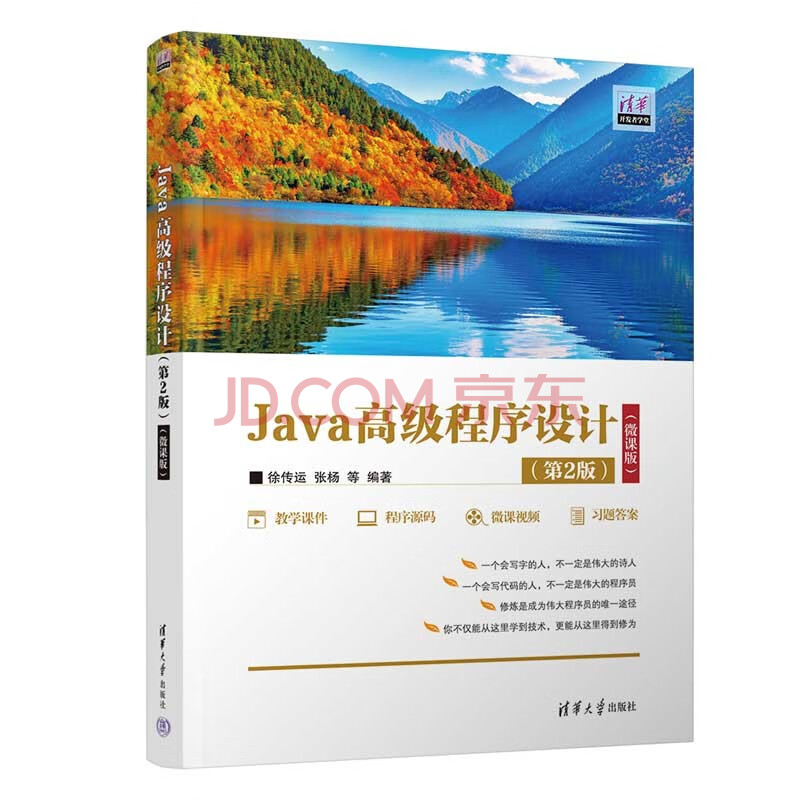 清华
开发者学堂
Java高级程序设计
（微课版）
（第2版）
徐传运 张杨 等 编著
教学课件
程序源码
微课视频
习题答案
一个会写字的人，不一定是伟大的诗人
一个会写代码的人，不一定是伟大的程序员
修炼是成为伟大程序员的唯一途径
你不仅能从这里学到技术，更能从这里得到修为
清华大学出版社
Java高级程序设计（第2版）（微课版）
清华大学出版社
JD.COM 京东